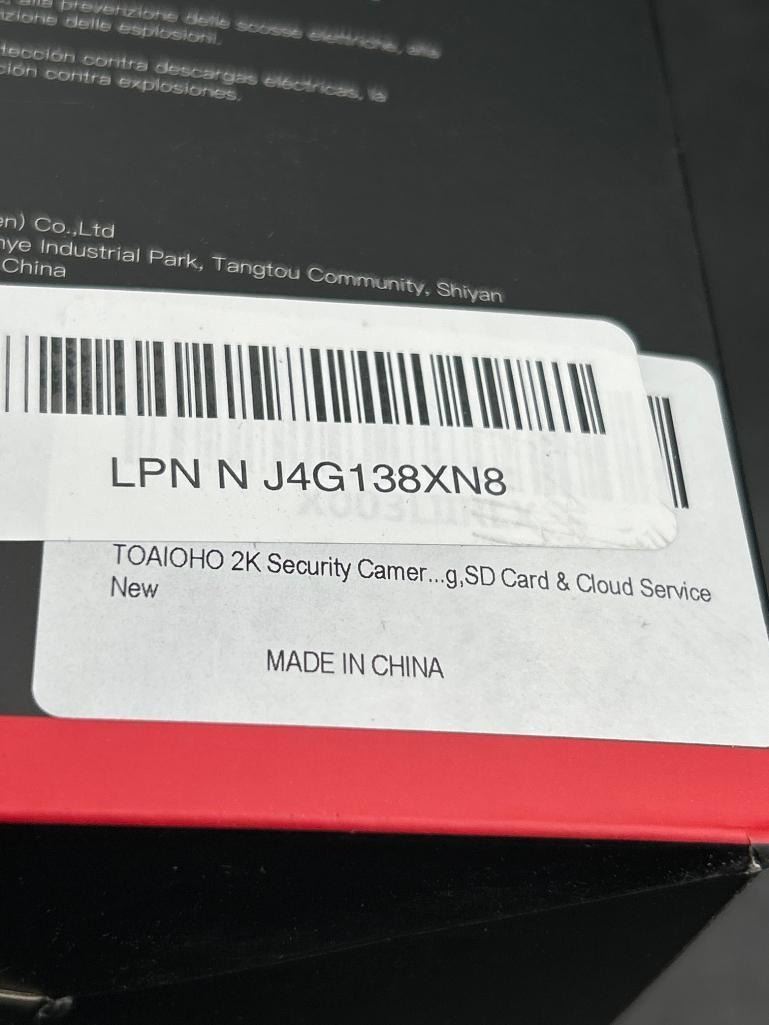 prevenzione delle scosse elettriche, alla
zione delle esplosioni.
tección contra descargas eléctricas, la
ción contra explosiones.
en) Co.,Ltd
nye Industrial Park, Tangtou Community, Shiyan
China
LPN N J4G138XN8
TOAIOHO 2K Security Camer...g,SD Card & Cloud Service
New
MADE IN CHINA